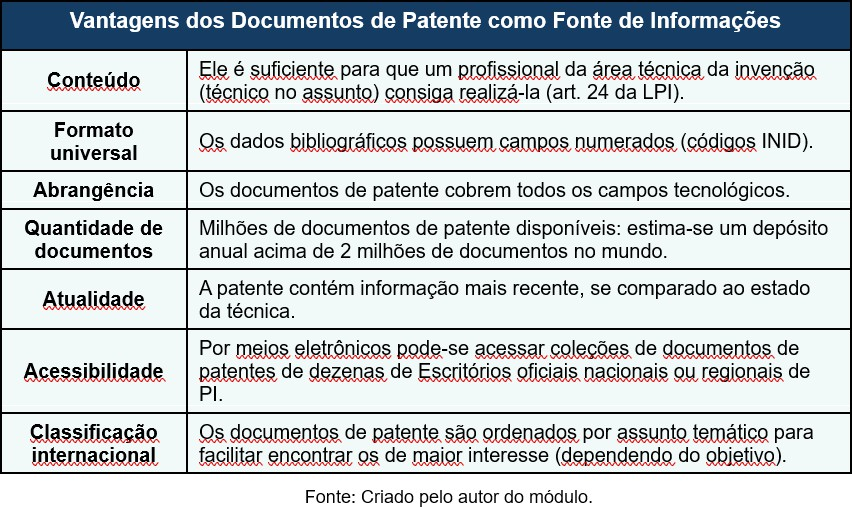 Vantagens dos Documentos de Patente como Fonte de Informações
Conteúdo
Ele é suficiente para que um profissional da área técnica da invenção
(técnico no assunto) consiga realizá-la (art. 24 da LPI).
Formato
universal
Os dados bibliográficos possuem campos numerados (códigos INID).
Abrangência
Os documentos de patente cobrem todos os campos tecnológicos.
Quantidade de
documentos
Milhões de documentos de patente disponíveis: estima-se um depósito
anual acima de 2 milhões de documentos no mundo.
Atualidade
A patente contém informação mais recente, se comparado ao estado
da técnica.
Acessibilidade
Por meios eletrônicos pode-se acessar coleções de documentos de
patentes de dezenas de Escritórios oficiais nacionais ou regionais de
PI.
Classificação
internacional
Os documentos de patente são ordenados por assunto temático para
facilitar encontrar os de maior interesse (dependendo do objetivo).
Fonte: Criado pelo autor do módulo.